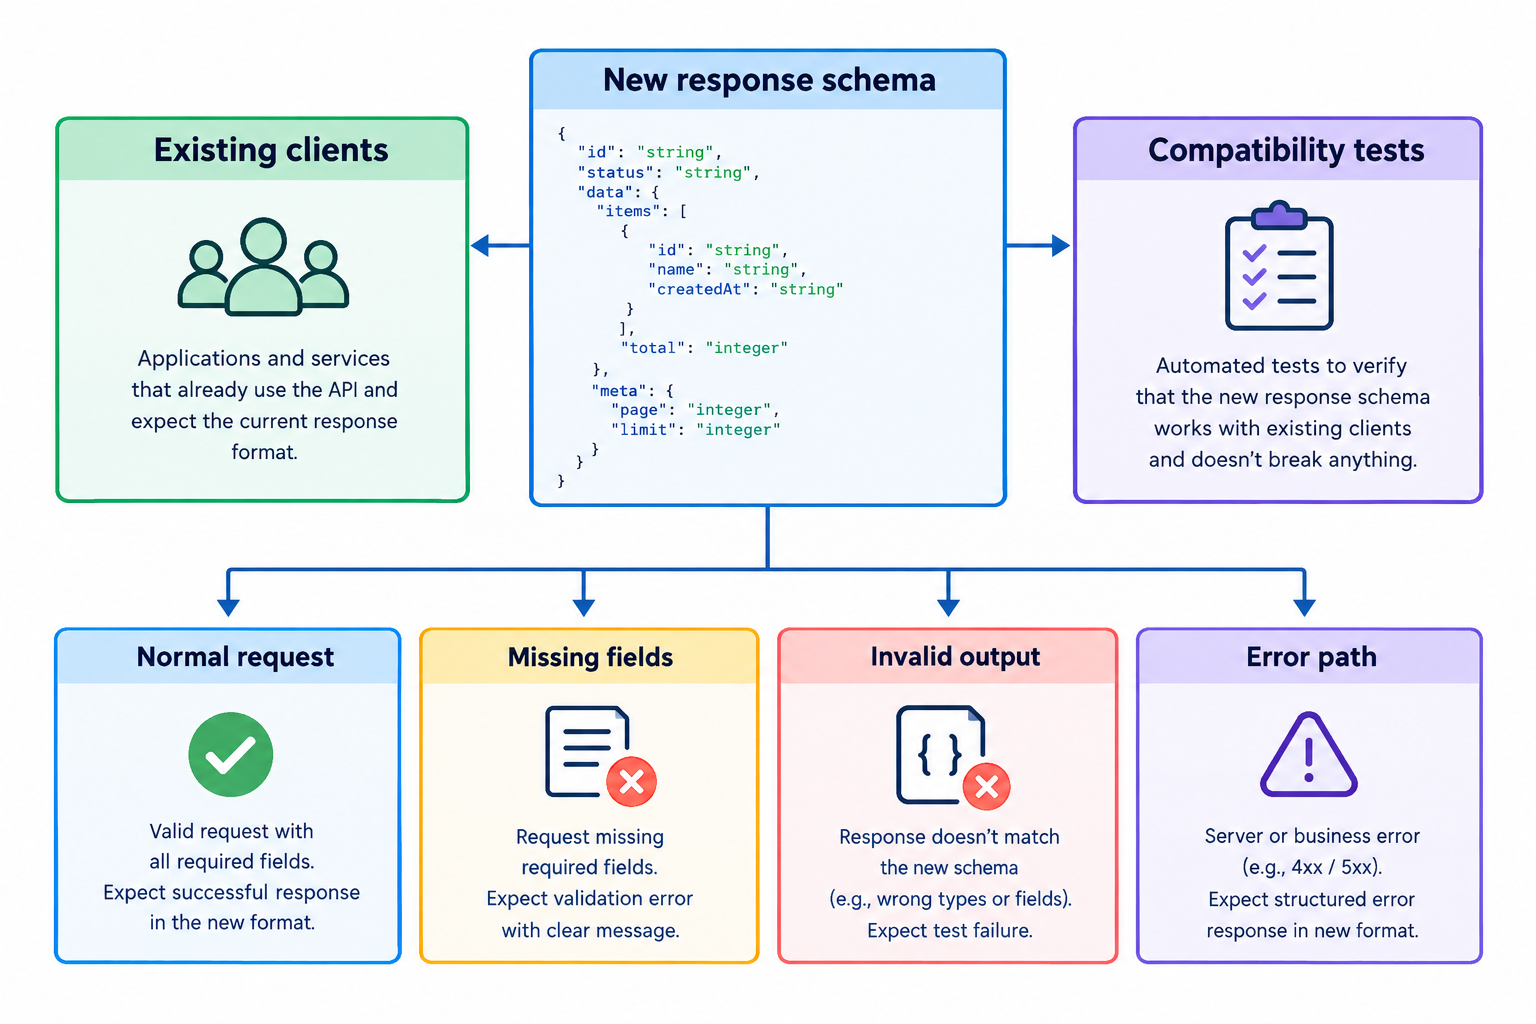 New response schema
{
"id": "string",
"status": "string",
"data": {
"items": [
{
"id": "string",
"name": "string",
"createdAt": "string"
}
],
"total": "integer"
},
"meta": {
"page": "integer",
"limit": "integer"
}
}
}
Existing clients
Applications and services
that already use the API and
expect the current response
format.
Compatibility tests
Automated tests to verify
that the new response schema
works with existing clients
and doesn't break anything.
Normal request
Valid request with
all required fields.
Expect successful response
in the new format.
Missing fields
Request missing
required fields.
Expect validation error
with clear message.
Invalid output
{ }
Response doesn't match
the new schema
(e.g., wrong types or fields).
Expect test failure.
Error path
Server or business error
(e.g., 4xx / 5xx).
Expect structured error
response in new format.